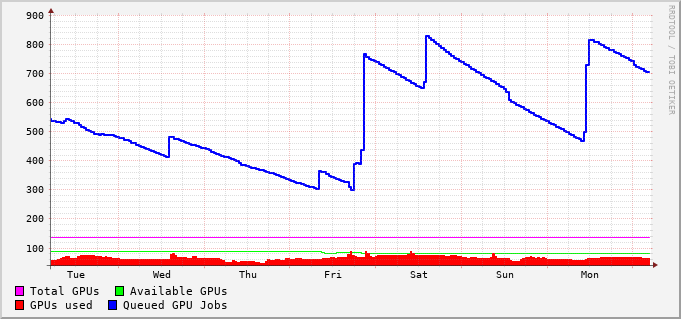 900
800
700
600
500
400
300
200
100
Tue Wed Thu Fri Sat Sun Mon
Total GPUs Available GPUs
GPUs used Queued GPU Jobs
RRDTOOL / TOBI OETIKER